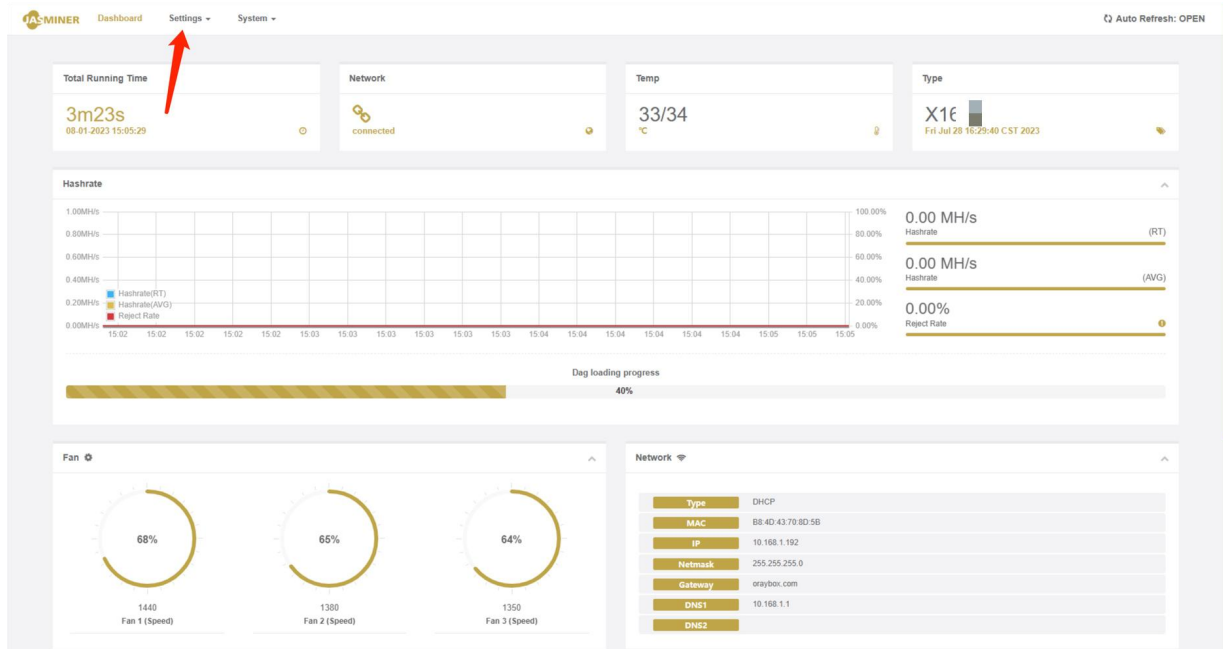 JASMINER Dashboard Settings System Auto Refresh: OPEN
Total Running Time
3m23s
08-01-2023 15:05:29
Network
connected
Temp
33/34
°C
Type
X16
Fri Jul 28 16:29:40 CST 2023
Hashrate
1.00MH/s 100.00%
0.80MH/s 80.00%
0.60MH/s 60.00%
0.40MH/s 40.00%
0.20MH/s 20.00%
0.00MH/s 0.00%
Hashrate(RT)
Hashrate(AVG)
Reject Rate
15:02 15:02 15:02 15:02 15:02 15:03 15:03 15:03 15:03 15:03 15:03 15:04 15:04 15:04 15:04 15:04 15:04 15:05 15:05 15:05
0.00 MH/s
Hashrate (RT)
0.00 MH/s
Hashrate (AVG)
0.00%
Reject Rate
Dag loading progress
40%
Fan
68%
1440
Fan 1 (Speed)
65%
1380
Fan 2 (Speed)
64%
1350
Fan 3 (Speed)
Network
Type DHCP
MAC B8:4D:43:70:8D:5B
IP 10.168.1.192
Netmask 255.255.255.0
Gateway oraybox.com
DNS1 10.168.1.1
DNS2